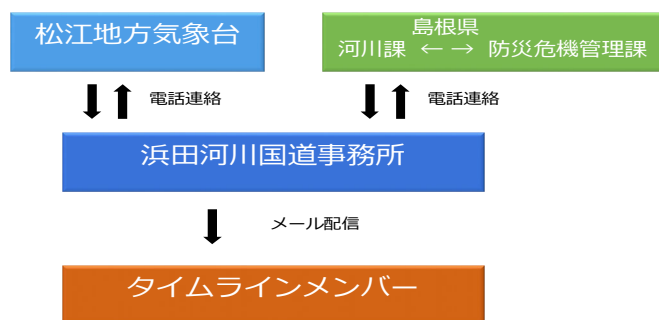 松江地方気象台
島根県
河川課 ←→ 防災危機管理課
電話連絡
電話連絡
浜田河川国道事務所
メール配信
タイムラインメンバー